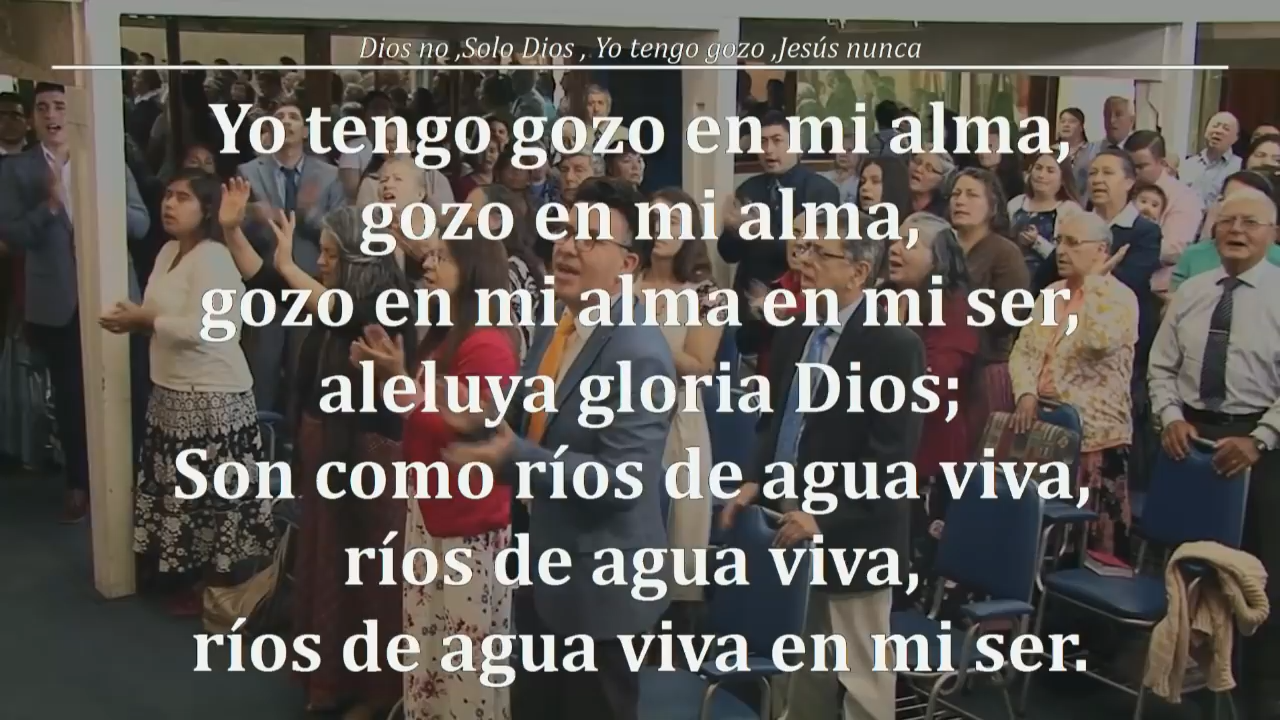 Dios no ,Solo Dios , Yo tengo gozo ,Jesús nunca
Yo tengo gozo en mi alma,
gozo en mi alma,
gozo en mi alma en mi ser,
aleluya gloria Dios;
Son como ríos de agua viva,
ríos de agua viva,
ríos de agua viva en mi ser.